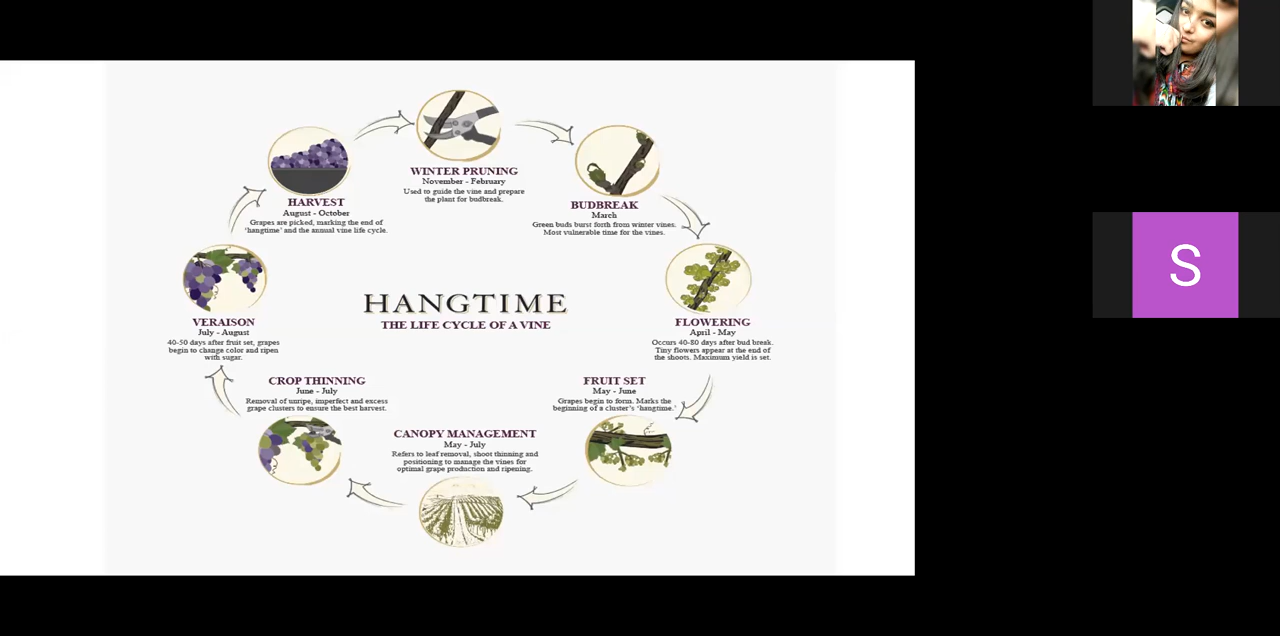 WINTER PRUNING
November - February
Used to guide the vine and prepare
the plant for budbreak.
BUDBREAK
March
Green buds burst forth from winter vines.
Most vulnerable time for the vines.
FLOWERING
April - May
Occurs 40-80 days after bud break.
Tiny flowers appear at the end of
the shoots. Maximum yield is set.
FRUIT SET
May - June
Grapes begin to form. Marks the
beginning of a cluster's 'hangtime.'
CANOPY MANAGEMENT
May - July
Refers to leaf removal, shoot thinning and
positioning to manage the vines for
optimal grape production and ripening.
CROP THINNING
June - July
Removal of unripe, imperfect and excess
grape clusters to ensure the best harvest.
VERAISON
July - August
40-50 days after fruit set, grapes
begin to change color and ripen
with sugar.
HARVEST
August - October
Grapes are picked, marking the end of
'hangtime' and the annual vine life cycle.
HANGTIME
THE LIFE CYCLE OF A VINE
S